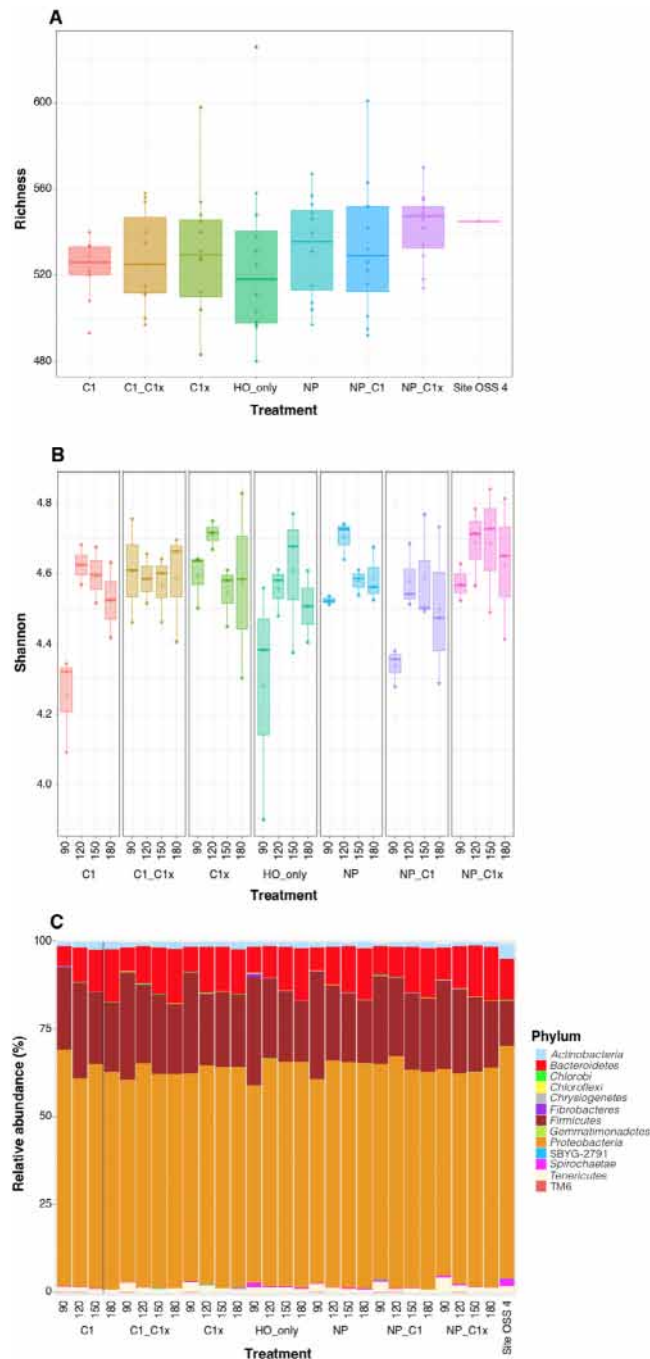 A
Richness
600
560
520
480
C1 C1_C1x C1x HO_only NP NP_C1 NP_C1x Site OSS 4
Treatment
B
Shannon
4.8
4.6
4.4
4.2
4.0
90 120 150 180 90 120 150 180 90 120 150 180 90 120 150 180 90 120 150 180 90 120 150 180 90 120 150 180
C1 C1_C1x C1x HO_only NP NP_C1 NP_C1x
Treatment
C
Relative abundance (%)
100
75
50
25
0
90 120 150 180 90 120 150 180 90 120 150 180 90 120 150 180 90 120 150 180 90 120 150 180 90 120 150 180 Site OSS 4
C1 C1_C1x C1x HO_only NP NP_C1 NP_C1x
Treatment
Phylum
Actinobacteria
Bacteroidetes
Chlorobi
Chloroflexi
Chrysiogenetes
Fibrobacteres
Firmicutes
Gemmatimonadetes
Proteobacteria
SBYG-2791
Spirochaetae
Tenericutes
TM6